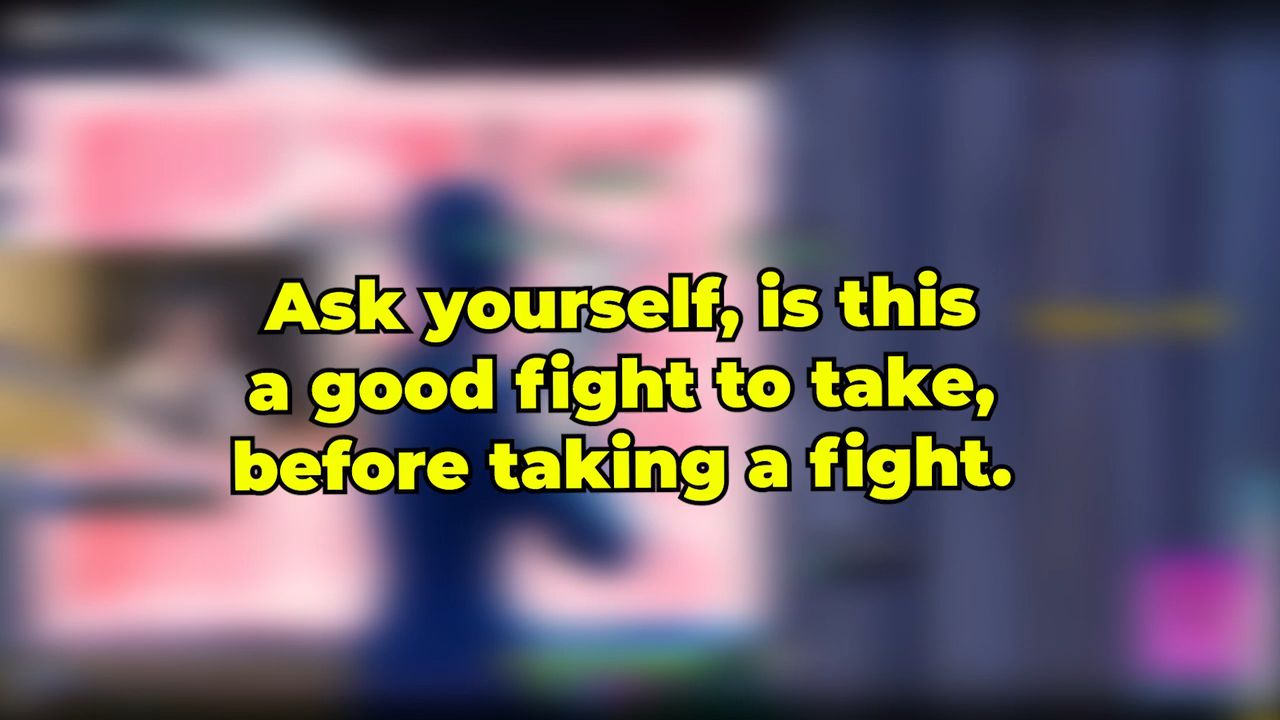 Ask yourself, is this
a good fight to take,
before taking a fight.